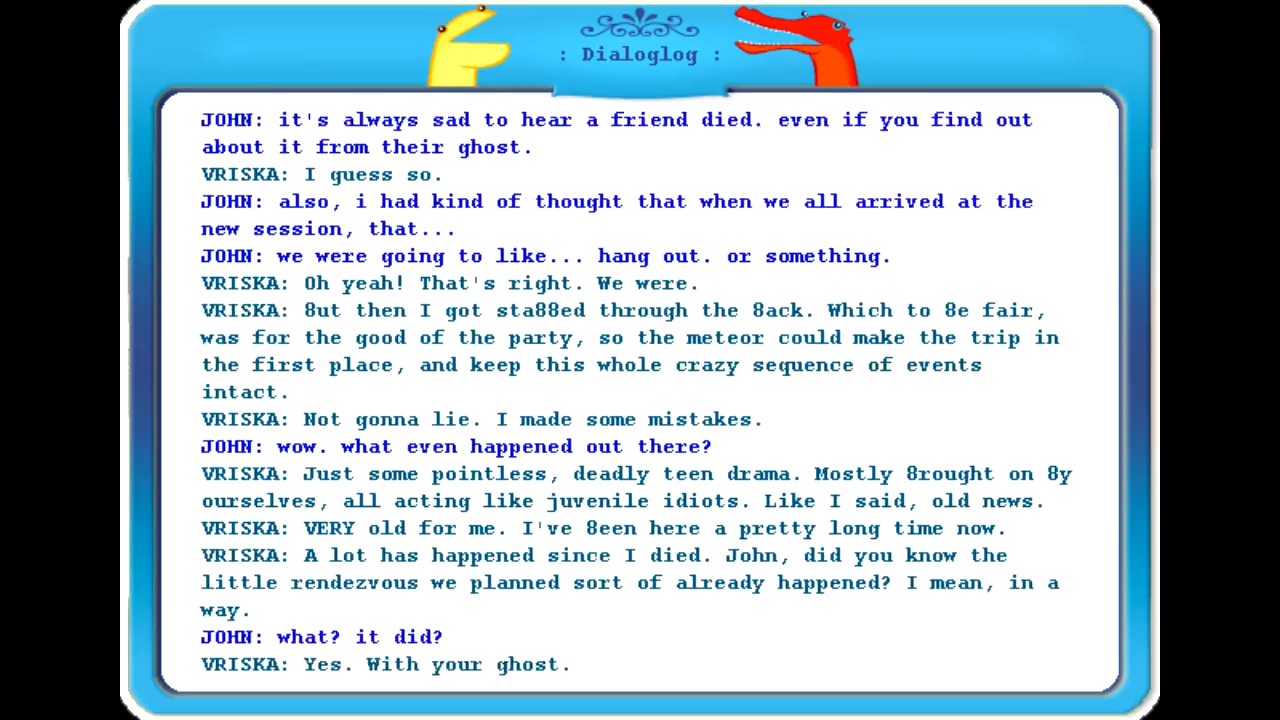 : Dialoglog :
JOHN: it's always sad to hear a friend died. even if you find out
about it from their ghost.
VRISKA: I guess so.
JOHN: also, i had kind of thought that when we all arrived at the
new session, that...
JOHN: we were going to like... hang out. or something.
VRISKA: Oh yeah! That's right. We were.
VRISKA: 8ut then I got sta88ed through the 8ack. Which to 8e fair,
was for the good of the party, so the meteor could make the trip in
the first place, and keep this whole crazy sequence of events
intact.
VRISKA: Not gonna lie. I made some mistakes.
JOHN: wow. what even happened out there?
VRISKA: Just some pointless, deadly teen drama. Mostly 8rought on 8y
ourselves, all acting like juvenile idiots. Like I said, old news.
VRISKA: VERY old for me. I've 8een here a pretty long time now.
VRISKA: A lot has happened since I died. John, did you know the
little rendezvous we planned sort of already happened? I mean, in a
way.
JOHN: what? it did?
VRISKA: Yes. With your ghost.